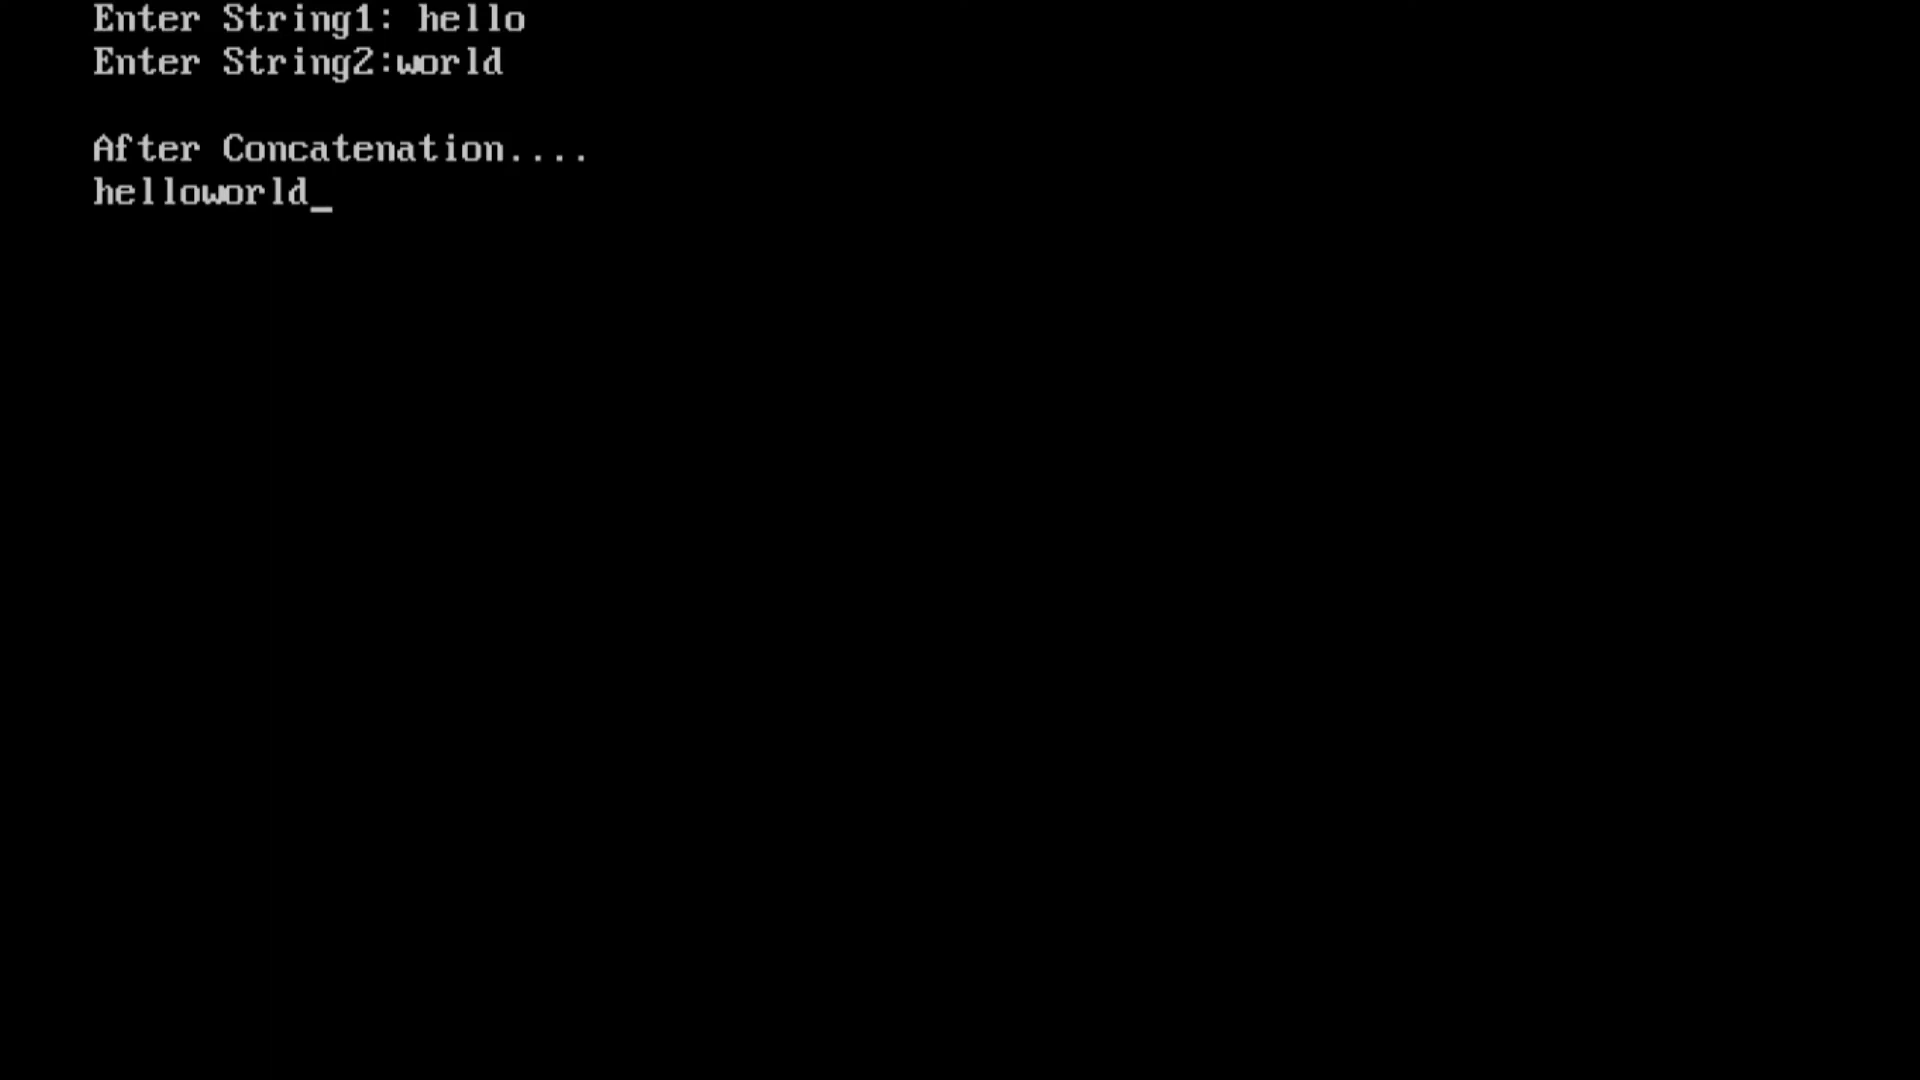 Enter String1: hello
Enter String2:world
After Concatenation....
helloworld_